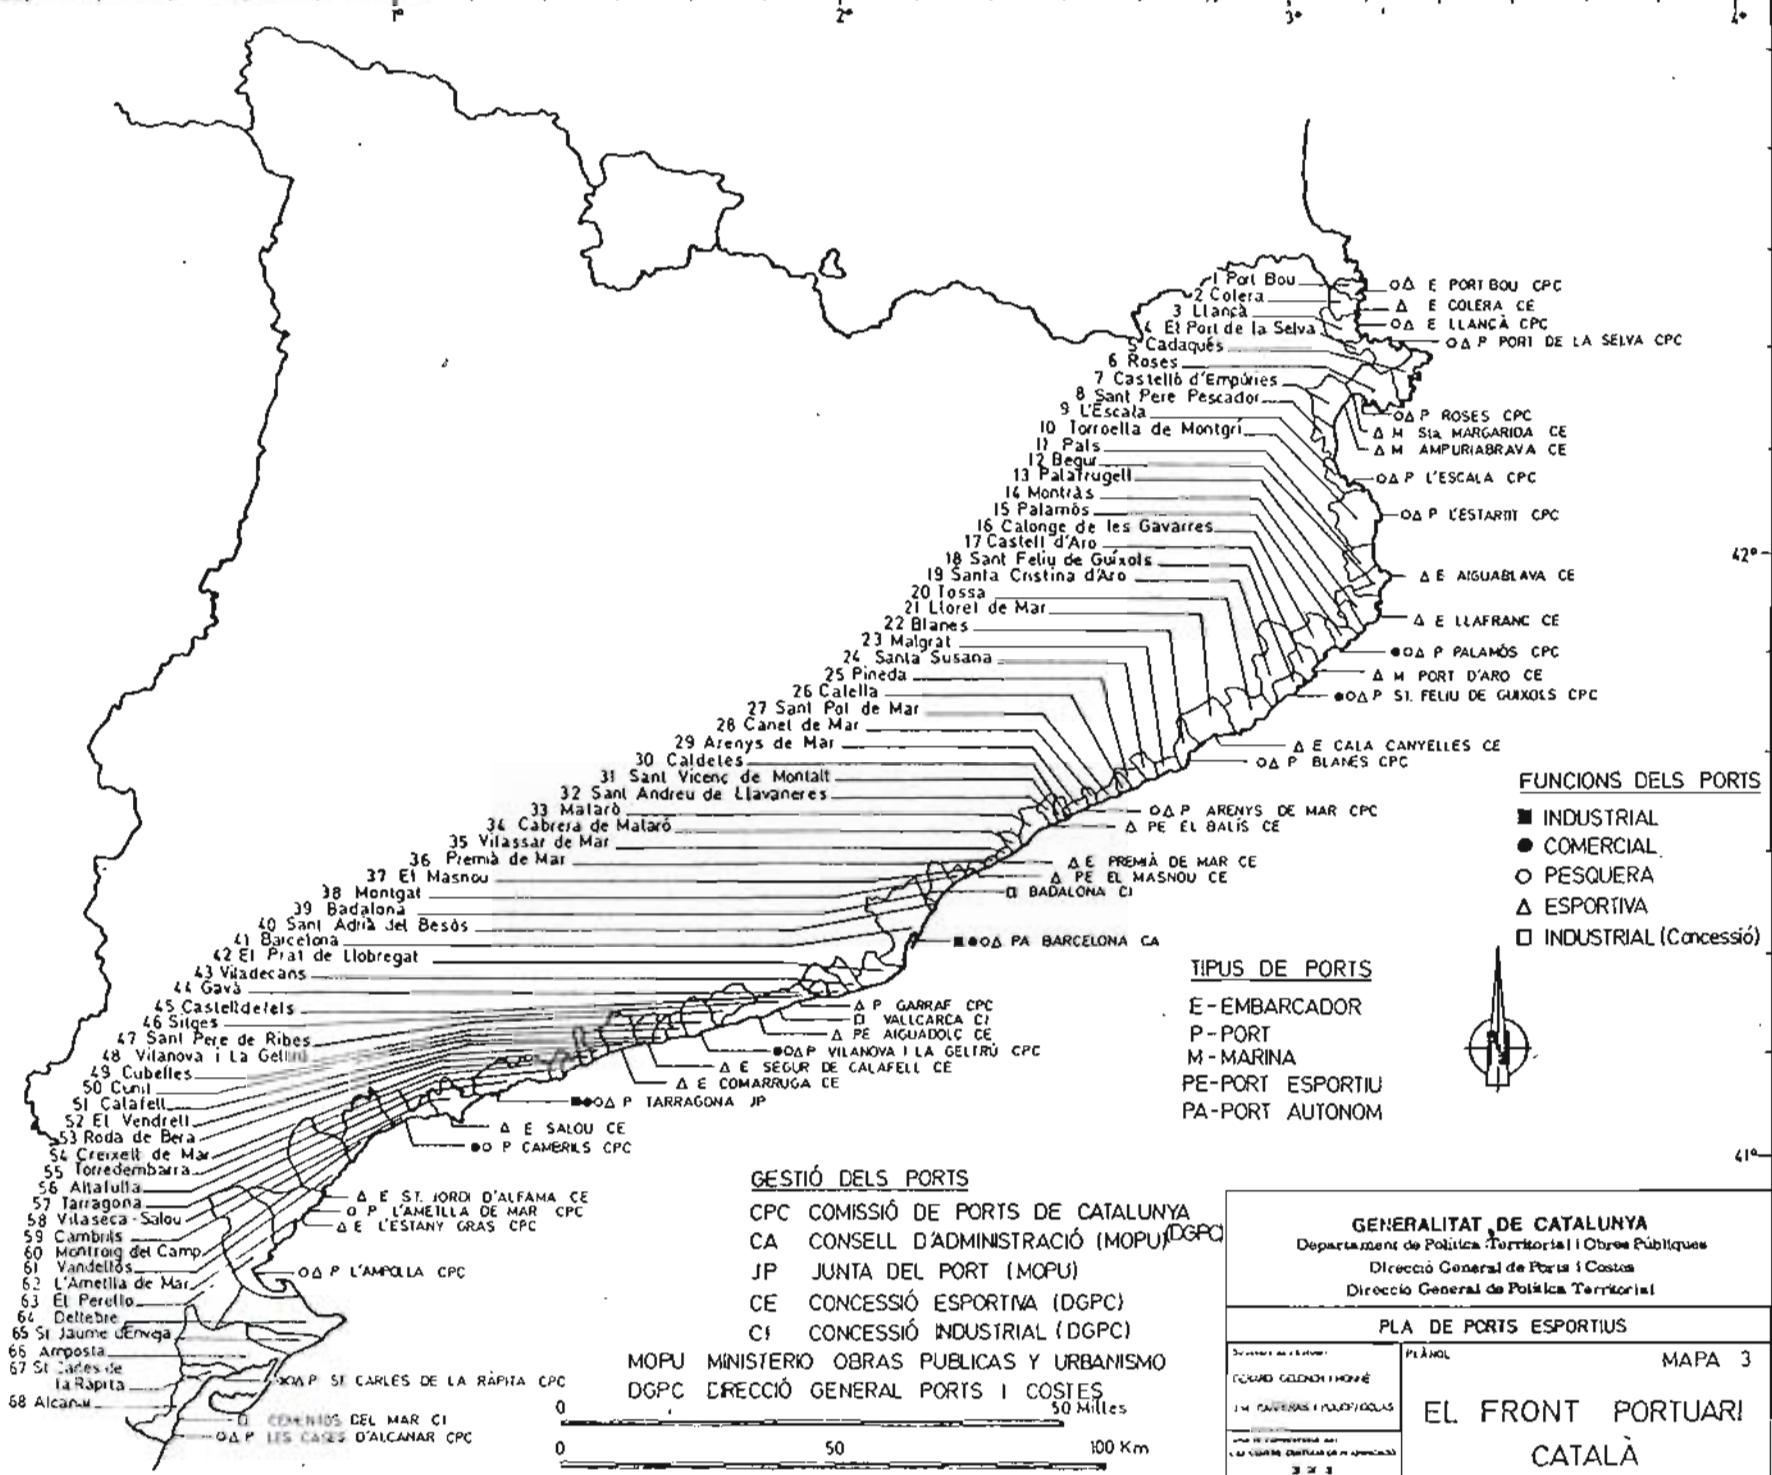 1° 2° 3° 4°
1 Port Bou
2 Colera
3 Llançà
4 El Port de la Selva
5 Cadaqués
6 Roses
7 Castelló d'Empúries
8 Sant Pere Pescador
9 L'Escala
10 Torroella de Montgrí
11 Pals
12 Begur
13 Palafrugell
14 Montràs
15 Palamós
16 Calonge de les Gavarres
17 Castell d'Aro
18 Sant Feliu de Guíxols
19 Santa Cristina d'Aro
20 Tossa
21 Lloret de Mar
22 Blanes
23 Malgrat
24 Santa Susana
25 Pineda
26 Calella
27 Sant Pol de Mar
28 Canet de Mar
29 Arenys de Mar
30 Caldetes
31 Sant Vicenç de Montalt
32 Sant Andreu de Llavaneres
33 Mataró
34 Cabrera de Mataró
35 Vilassar de Mar
36 Premià de Mar
37 El Masnou
38 Montgat
39 Badalona
40 Sant Adrià del Besòs
41 Barcelona
42 El Prat de Llobregat
43 Viladecans
44 Gavà
45 Castelldefels
46 Sitges
47 Sant Pere de Ribes
48 Vilanova i La Geltrú
49 Cubelles
50 Cunit
51 Calafell
52 El Vendrell
53 Roda de Bera
54 Creixell de Mar
55 Torredembarra
56 Altafulla
57 Tarragona
58 Vilaseca-Salou
59 Cambrils
60 Montroig del Camp
61 Vandellòs
62 L'Ametlla de Mar
63 El Perello
64 Deltebre
65 St Jaume d'Enveja
66 Amposta
67 St Carles de
la Ràpita
68 Alcanar
○△ E PORT BOU CPC
△ E COLERA CE
○△ E LLANÇÀ CPC
○△ P PORT DE LA SELVA CPC
○△ P ROSES CPC
△ M Sta MARGARIDA CE
△ M AMPURIABRAVA CE
○△ P L'ESCALA CPC
○△ P L'ESTARTIT CPC
42°
△ E AIGUABLAVA CE
△ E LLAFRANC CE
●○△ P PALAMÓS CPC
△ M PORT D'ARO CE
●○△ P ST. FELIU DE GUIXOLS CPC
△ E CALA CANYELLES CE
○△ P BLANES CPC
○△ P ARENYS DE MAR CPC
△ PE EL BALÍS CE
△ E PREMIÀ DE MAR CE
△ PE EL MASNOU CE
□ BADALONA CI
■●○△ PA BARCELONA CA
△ P GARRAF CPC
□ VALLCARCA CI
△ PE AIGUADOLÇ CE
●○△ P VILANOVA I LA GELTRÚ CPC
△ E SEGUR DE CALAFELL CE
△ E COMARRUGA CE
■●○△ P TARRAGONA JP
△ E SALOU CE
●○ P CAMBRILS CPC
△ E ST. JORDI D'ALFAMA CE
○ P L'AMETLLA DE MAR CPC
△ E L'ESTANY GRAS CPC
○△ P L'AMPOLLA CPC
○△ P ST CARLES DE LA RÀPITA CPC
□ CEMENTOS DEL MAR CI
○△ P LES CASES D'ALCANAR CPC
41°
FUNCIONS DELS PORTS
■ INDUSTRIAL
● COMERCIAL
○ PESQUERA
△ ESPORTIVA
□ INDUSTRIAL (Concessió)
TIPUS DE PORTS
E-EMBARCADOR
P-PORT
M-MARINA
PE-PORT ESPORTIU
PA-PORT AUTONOM
GESTIÓ DELS PORTS
CPC COMISSIÓ DE PORTS DE CATALUNYA (DGPC)
CA CONSELL D'ADMINISTRACIÓ (MOPU)
JP JUNTA DEL PORT (MOPU)
CE CONCESSIÓ ESPORTIVA (DGPC)
CI CONCESSIÓ INDUSTRIAL (DGPC)
MOPU MINISTERIO OBRAS PUBLICAS Y URBANISMO
DGPC DIRECCIÓ GENERAL PORTS I COSTES
0 50 Milles
0 50 100 Km
GENERALITAT DE CATALUNYA
Departament de Política Territorial i Obres Públiques
Direcció General de Ports i Costes
Direcció General de Política Territorial
PLA DE PORTS ESPORTIUS
PLÀNOL
MAPA 3
EL FRONT PORTUARI
CATALÀ